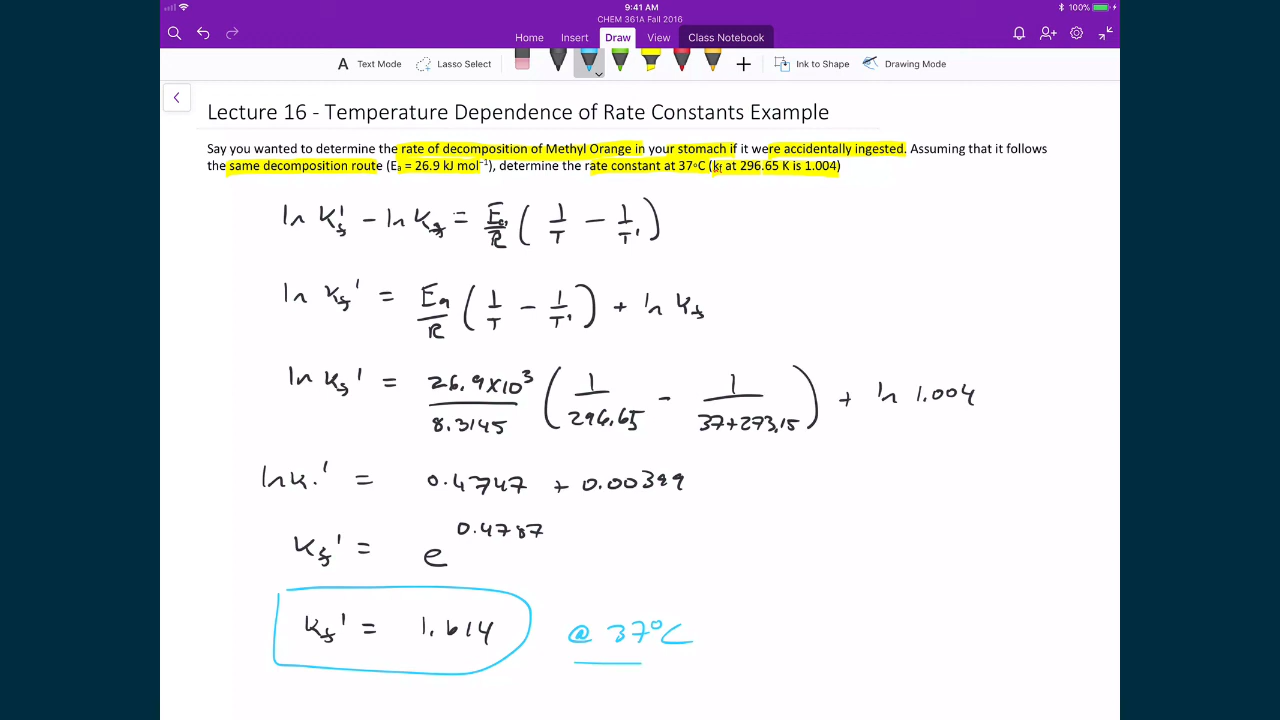 9:41 AM
100%
CHEM 361A Fall 2016
Home Insert Draw View Class Notebook
A Text Mode Lasso Select Ink to Shape Drawing Mode
Lecture 16 - Temperature Dependence of Rate Constants Example
Say you wanted to determine the rate of decomposition of Methyl Orange in your stomach if it were accidentally ingested. Assuming that it follows
the same decomposition route (Eₐ = 26.9 kJ mol⁻¹), determine the rate constant at 37◦C (kf at 296.65 K is 1.004)
ln kf' - ln kf = Ea/R ( 1/T - 1/T' )
ln kf' = Ea/R ( 1/T - 1/T' ) + ln kf
ln kf' = 26.9x10³/8.3145 ( 1/296.65 - 1/37+273.15 ) + ln 1.004
ln k.' = 0.4747 + 0.00399
kf' = e^0.4787
kf' = 1.614 @ 37°C